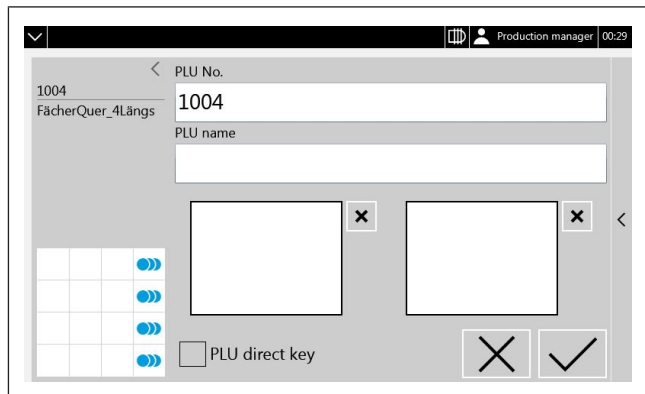 Production manager 00:29
1004
FächerQuer_4Längs
PLU No.
1004
PLU name
PLU direct key